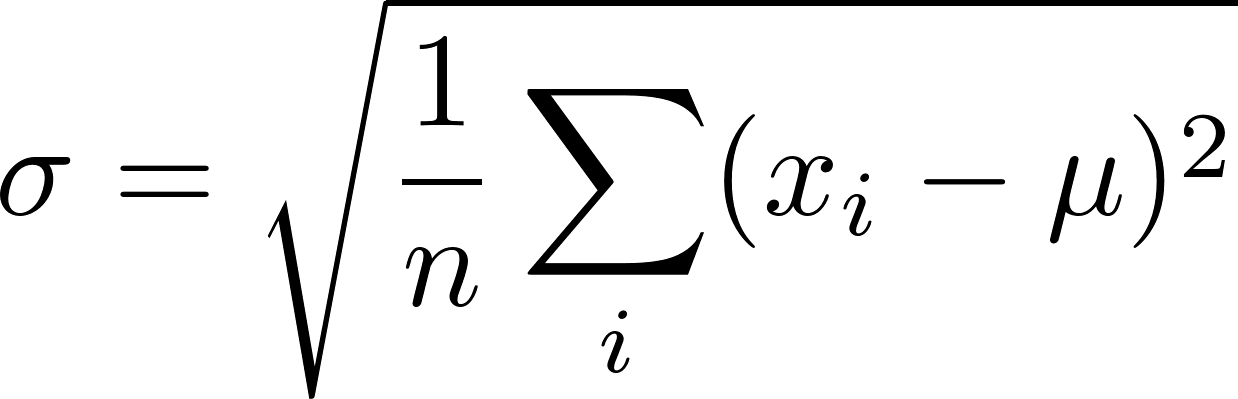 σ = √(1/n ∑_i (x_i − μ)²)